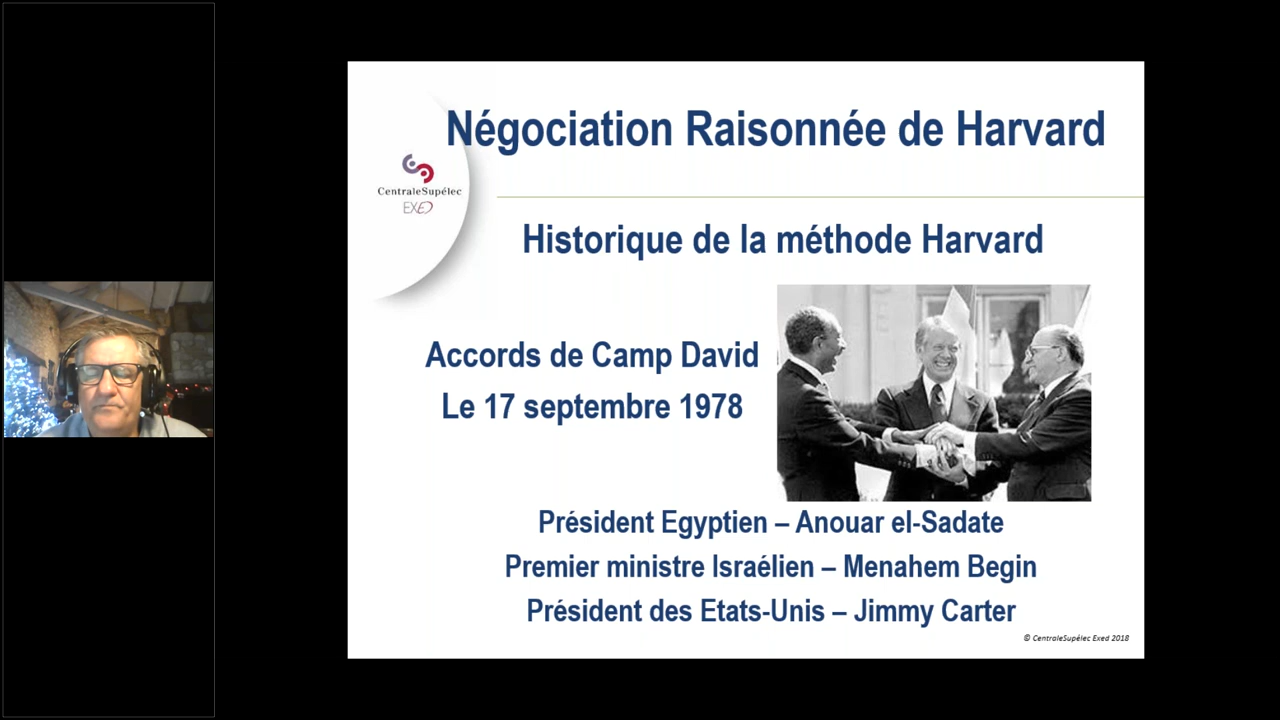 Négociation Raisonnée de Harvard
CentraleSupélec
EXED
Historique de la méthode Harvard
Accords de Camp David
Le 17 septembre 1978
Président Egyptien – Anouar el-Sadate
Premier ministre Israélien – Menahem Begin
Président des Etats-Unis – Jimmy Carter
© CentraleSupélec Exed 2018